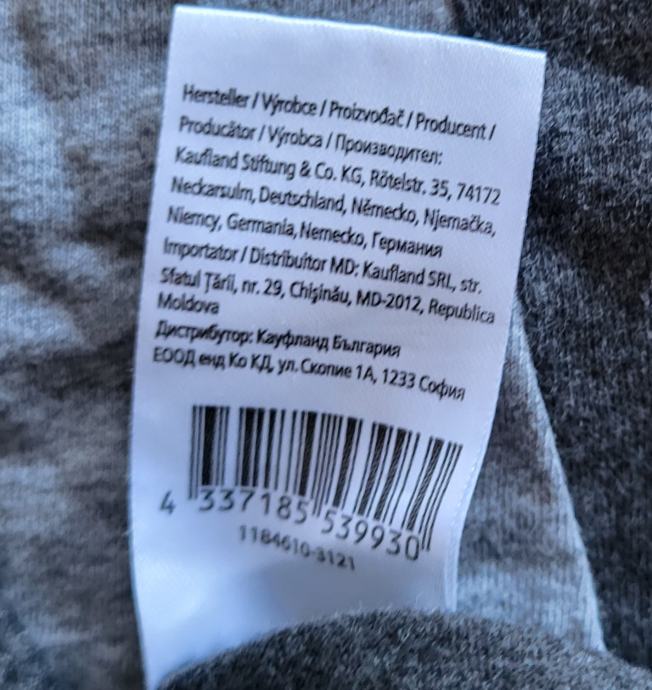 Hersteller / Výrobce / Proizvođač / Producent /
Producător / Výrobca / Производител:
Kaufland Stiftung & Co. KG, Rötelstr. 35, 74172
Neckarsulm, Deutschland, Německo, Njemačka,
Niemcy, Germania, Nemecko, Германия
Importator / Distribuitor MD: Kaufland SRL, str.
Sfatul Țării, nr. 29, Chișinău, MD-2012, Republica
Moldova
Дистрибутор: Кауфланд България
ЕООД енд Ко КД, ул. Скопие 1А, 1233 София
4 337185 539930
1184610-3121